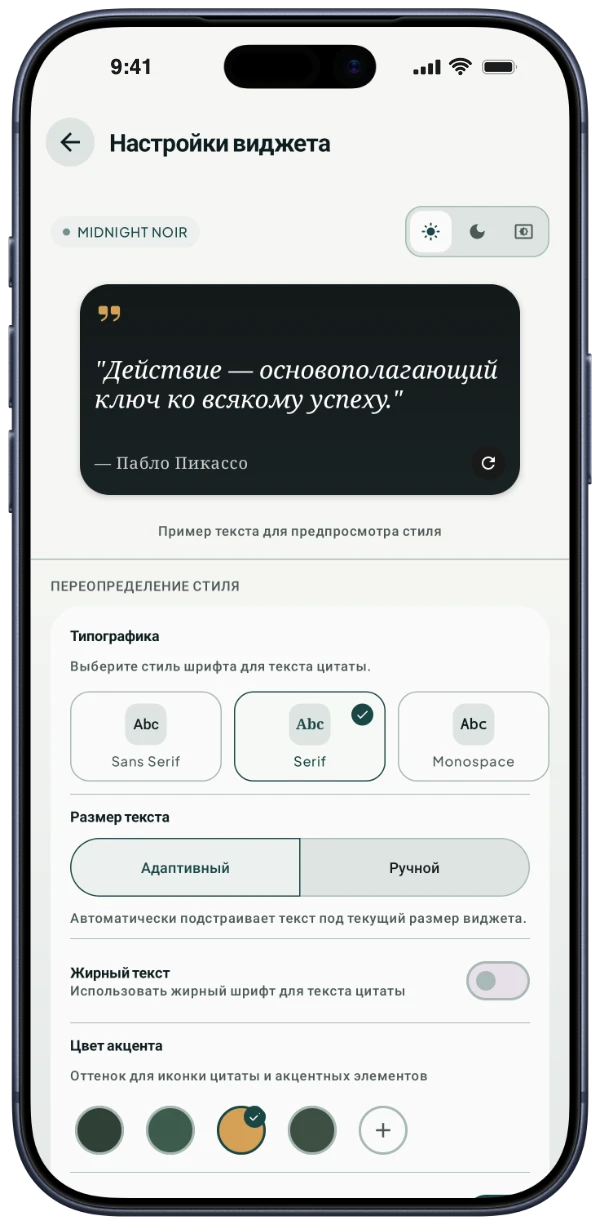 9:41
Настройки виджета
MIDNIGHT NOIR
"Действие — основополагающий
ключ ко всякому успеху."
— Пабло Пикассо
Пример текста для предпросмотра стиля
ПЕРЕОПРЕДЕЛЕНИЕ СТИЛЯ
Типографика
Выберите стиль шрифта для текста цитаты.
Abc Abc Abc
Sans Serif Serif Monospace
Размер текста
Адаптивный Ручной
Автоматически подстраивает текст под текущий размер виджета.
Жирный текст
Использовать жирный шрифт для текста цитаты
Цвет акцента
Оттенок для иконки цитаты и акцентных элементов